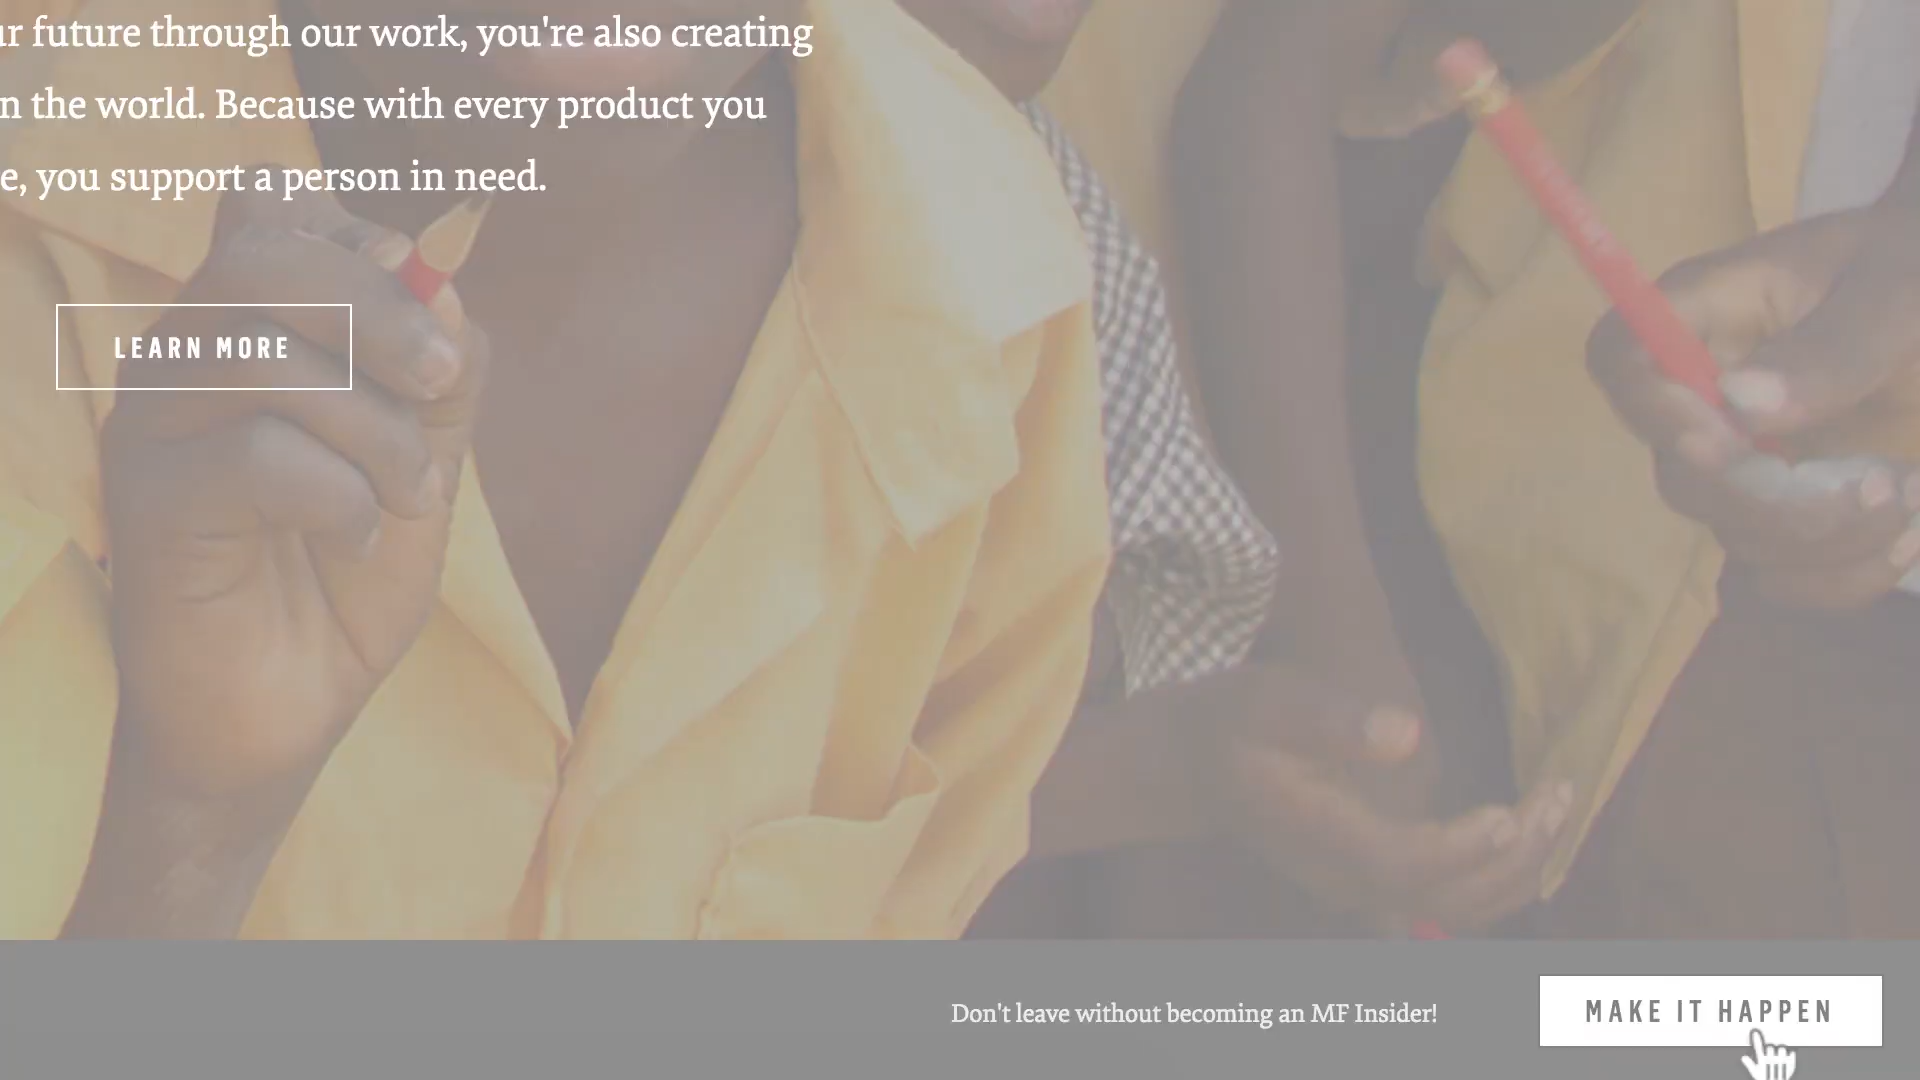 ur future through our work, you're also creating
n the world. Because with every product you
e, you support a person in need.
LEARN MORE
Don't leave without becoming an MF Insider!
MAKE IT HAPPEN